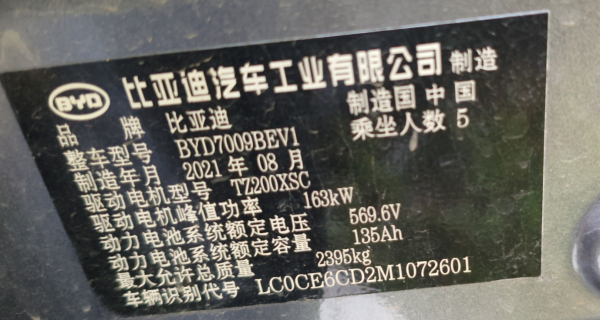 BYD 比亚迪汽车工业有限公司 制造
制造国 中国
品牌 比亚迪 乘坐人数 5
整车型号 BYD7009BEV1
制造年月 2021 年 08 月
驱动电机型号 TZ200XSC
驱动电机峰值功率 163kW
动力电池系统额定电压 569.6V
动力电池系统额定容量 135Ah
最大允许总质量 2395kg
车辆识别代号 LC0CE6CD2M1072601